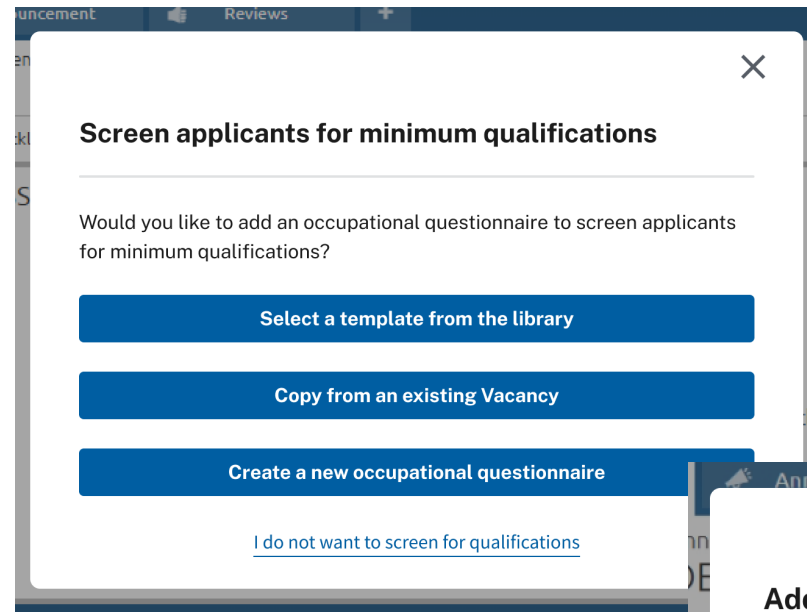 Reviews
Screen applicants for minimum qualifications
Would you like to add an occupational questionnaire to screen applicants
for minimum qualifications?
Select a template from the library
Copy from an existing Vacancy
Create a new occupational questionnaire
I do not want to screen for qualifications